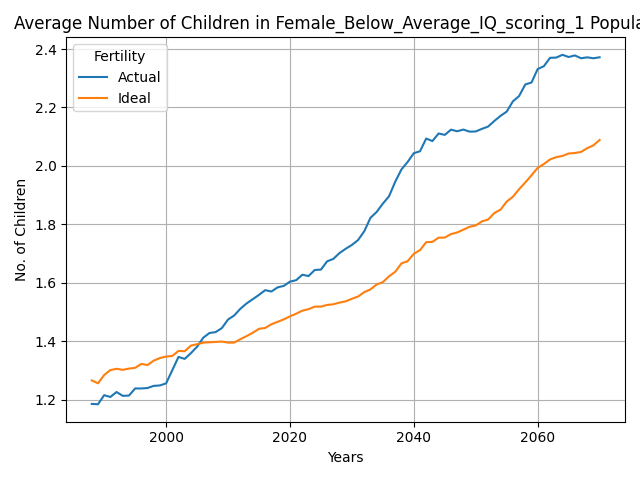 Average Number of Children in Female_Below_Average_IQ_scoring_1 Popula
Fertility
Actual
Ideal
2.4
2.2
2.0
1.8
1.6
1.4
1.2
No. of Children
2000
2020
2040
2060
Years